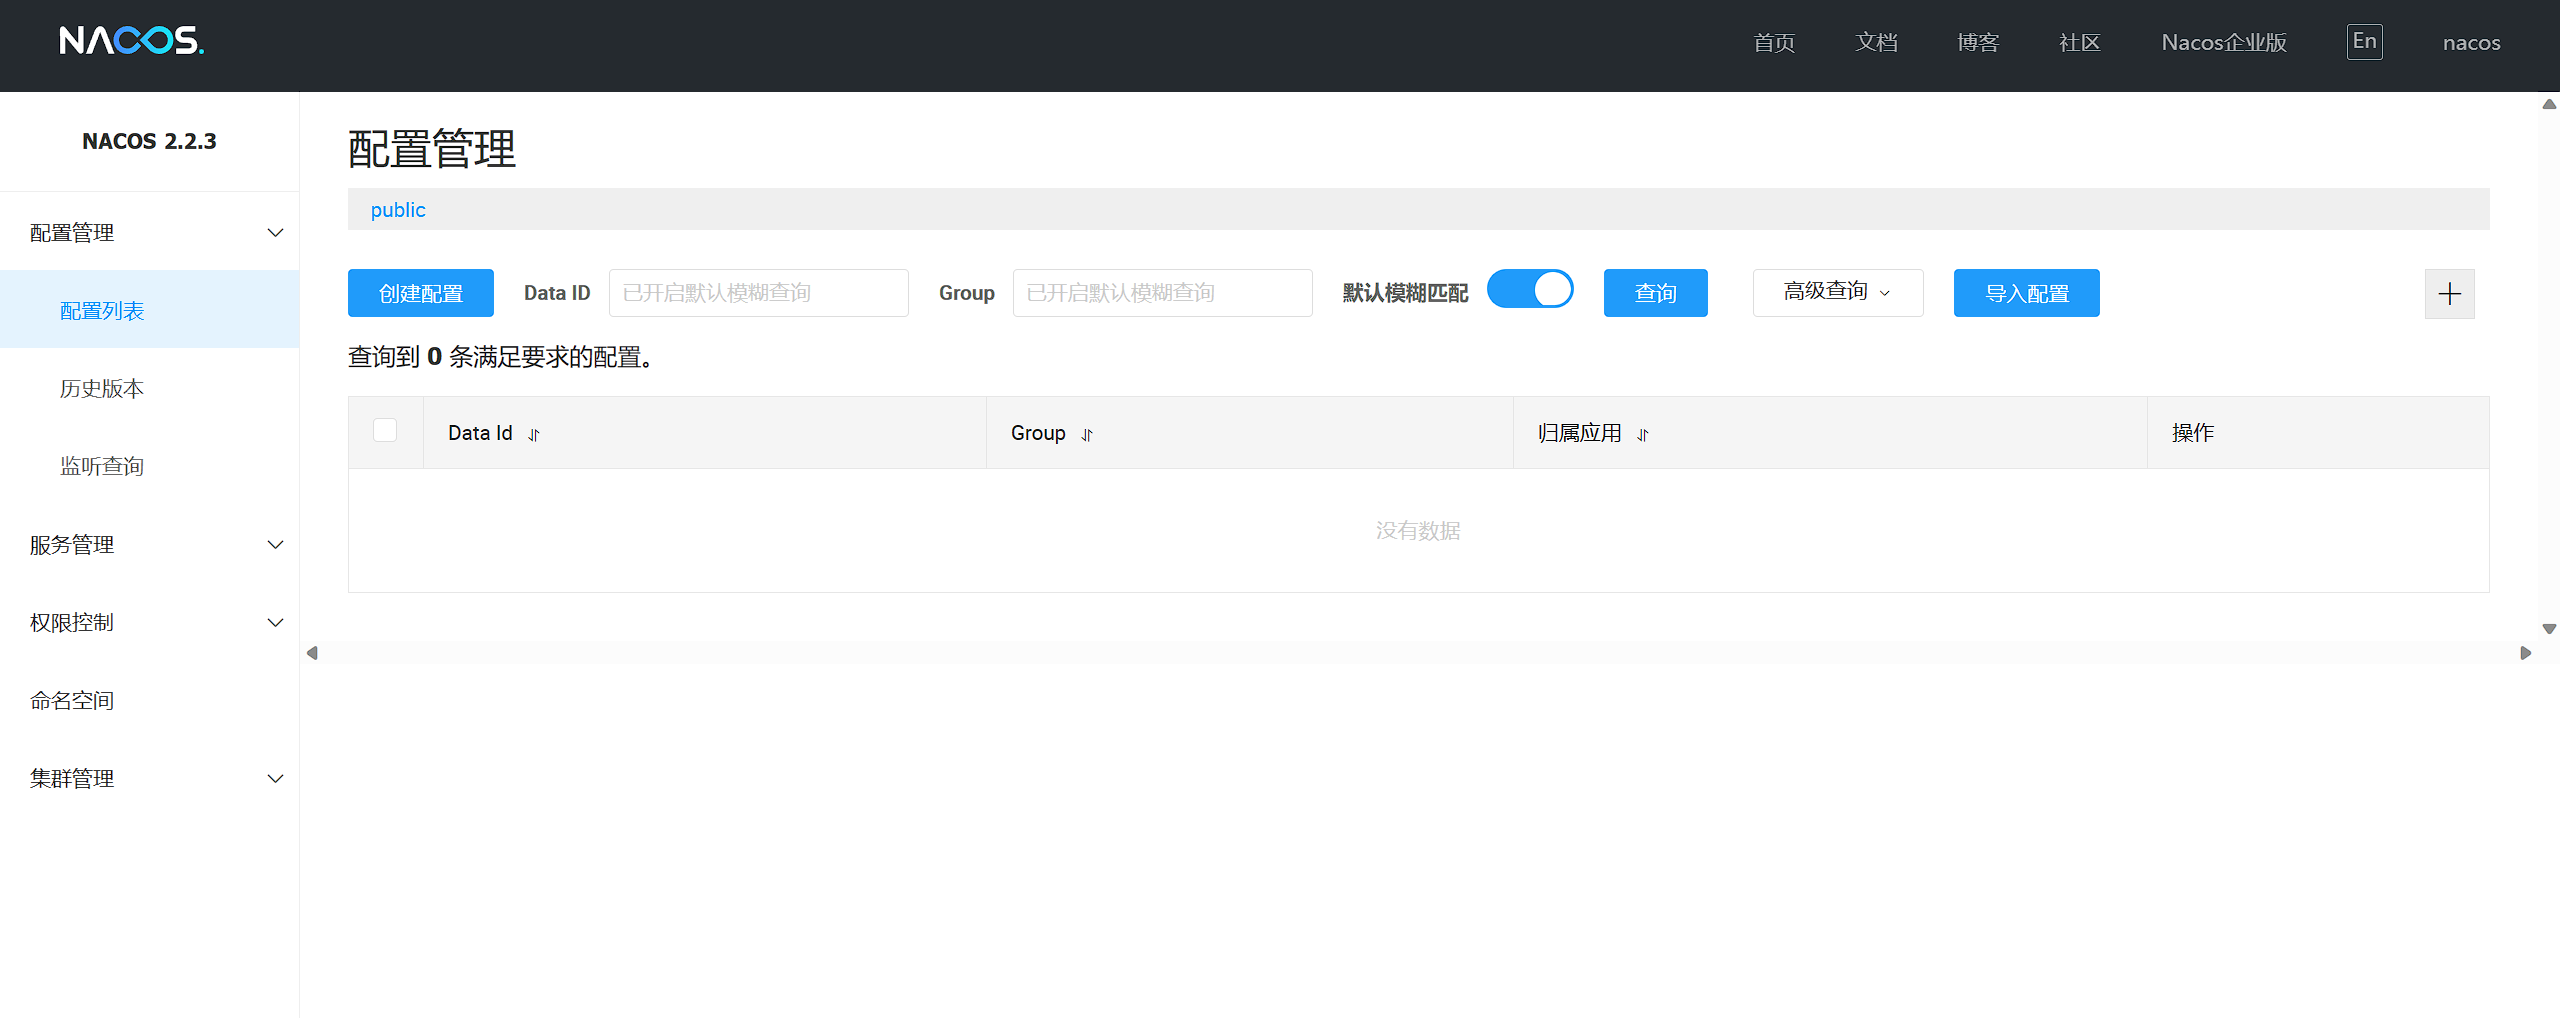 NACOS.
首页 文档 博客 社区 Nacos企业版 En nacos
NACOS 2.2.3
配置管理
配置列表
历史版本
监听查询
服务管理
权限控制
命名空间
集群管理
配置管理
public
创建配置 Data ID 已开启默认模糊查询 Group 已开启默认模糊查询 默认模糊匹配 查询 高级查询 导入配置
查询到 0 条满足要求的配置。
Data Id Group 归属应用 操作
没有数据